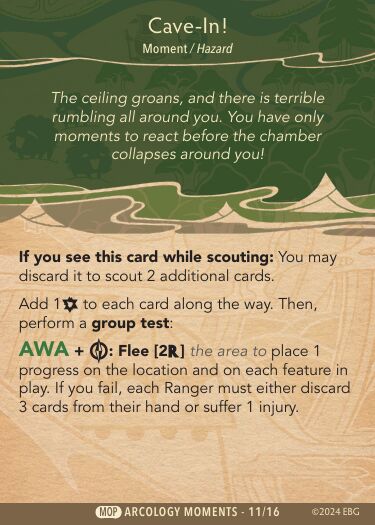 Cave-In!
Moment / Hazard
The ceiling groans, and there is terrible
rumbling all around you. You have only
moments to react before the chamber
collapses around you!
If you see this card while scouting: You may
discard it to scout 2 additional cards.
Add 1 to each card along the way. Then,
perform a group test:
AWA + : Flee [2R] the area to place 1
progress on the location and on each feature in
play. If you fail, each Ranger must either discard
3 cards from their hand or suffer 1 injury.
MOP ARCOLOGY MOMENTS - 11/16 ©2024 EBG